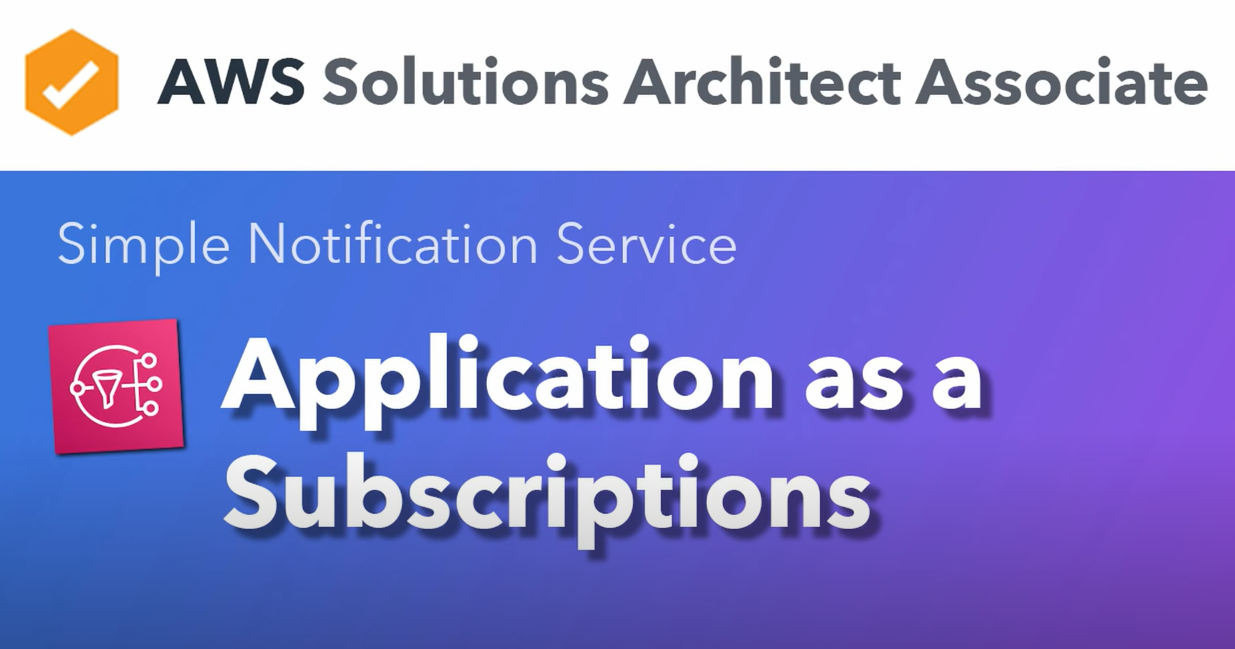 AWS Solutions Architect Associate
Simple Notification Service
Application as a
Subscriptions